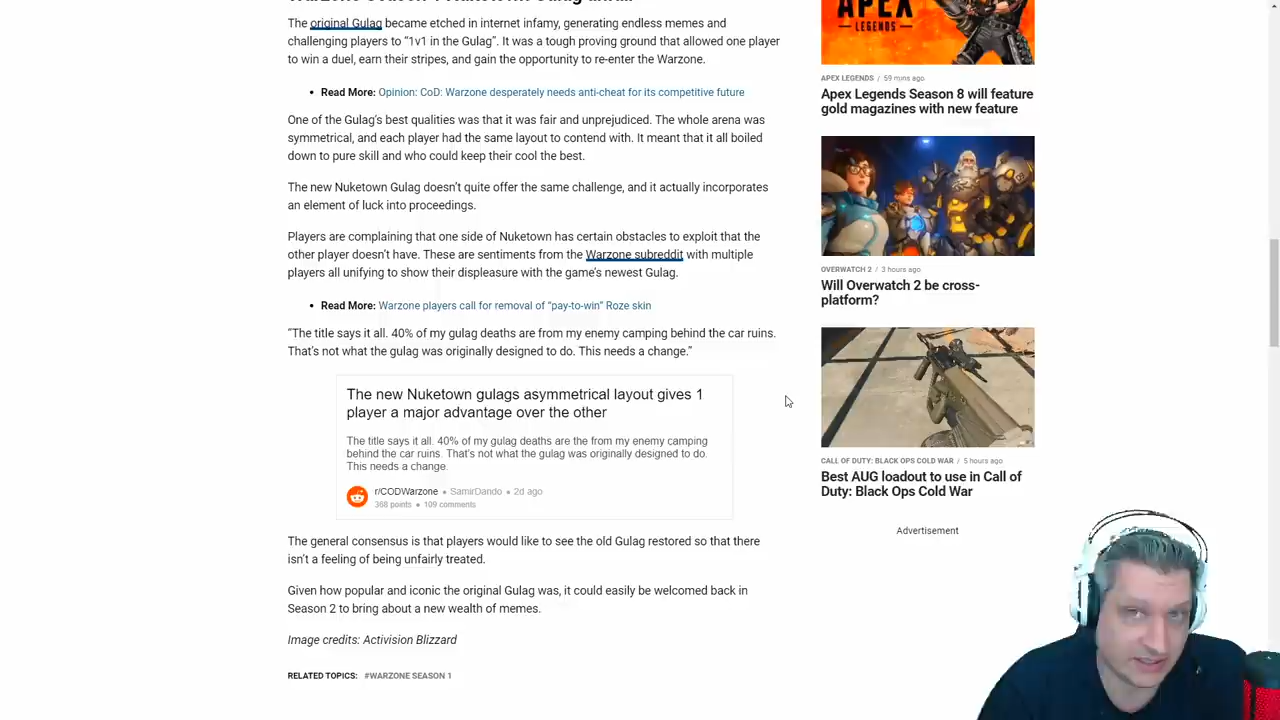 The original Gulag became etched in internet infamy, generating endless memes and
challenging players to “1v1 in the Gulag”. It was a tough proving ground that allowed one player
to win a duel, earn their stripes, and gain the opportunity to re-enter the Warzone.
• Read More: Opinion: CoD: Warzone desperately needs anti-cheat for its competitive future
One of the Gulag’s best qualities was that it was fair and unprejudiced. The whole arena was
symmetrical, and each player had the same layout to contend with. It meant that it all boiled
down to pure skill and who could keep their cool the best.
The new Nuketown Gulag doesn’t quite offer the same challenge, and it actually incorporates
an element of luck into proceedings.
Players are complaining that one side of Nuketown has certain obstacles to exploit that the
other player doesn’t have. These are sentiments from the Warzone subreddit with multiple
players all unifying to show their displeasure with the game’s newest Gulag.
• Read More: Warzone players call for removal of “pay-to-win” Roze skin
“The title says it all. 40% of my gulag deaths are from my enemy camping behind the car ruins.
That’s not what the gulag was originally designed to do. This needs a change.”
The new Nuketown gulags asymmetrical layout gives 1
player a major advantage over the other
The title says it all. 40% of my gulag deaths are the from my enemy camping
behind the car ruins. That’s not what the gulag was originally designed to do.
This needs a change.
r/CODWarzone • SamirDando • 2d ago
368 points • 109 comments
The general consensus is that players would like to see the old Gulag restored so that there
isn’t a feeling of being unfairly treated.
Given how popular and iconic the original Gulag was, it could easily be welcomed back in
Season 2 to bring about a new wealth of memes.
Image credits: Activision Blizzard
RELATED TOPICS: #WARZONE SEASON 1
APEX
LEGENDS
APEX LEGENDS / 59 mins ago
Apex Legends Season 8 will feature
gold magazines with new feature
OVERWATCH 2 / 3 hours ago
Will Overwatch 2 be cross-
platform?
CALL OF DUTY: BLACK OPS COLD WAR / 5 hours ago
Best AUG loadout to use in Call of
Duty: Black Ops Cold War
Advertisement